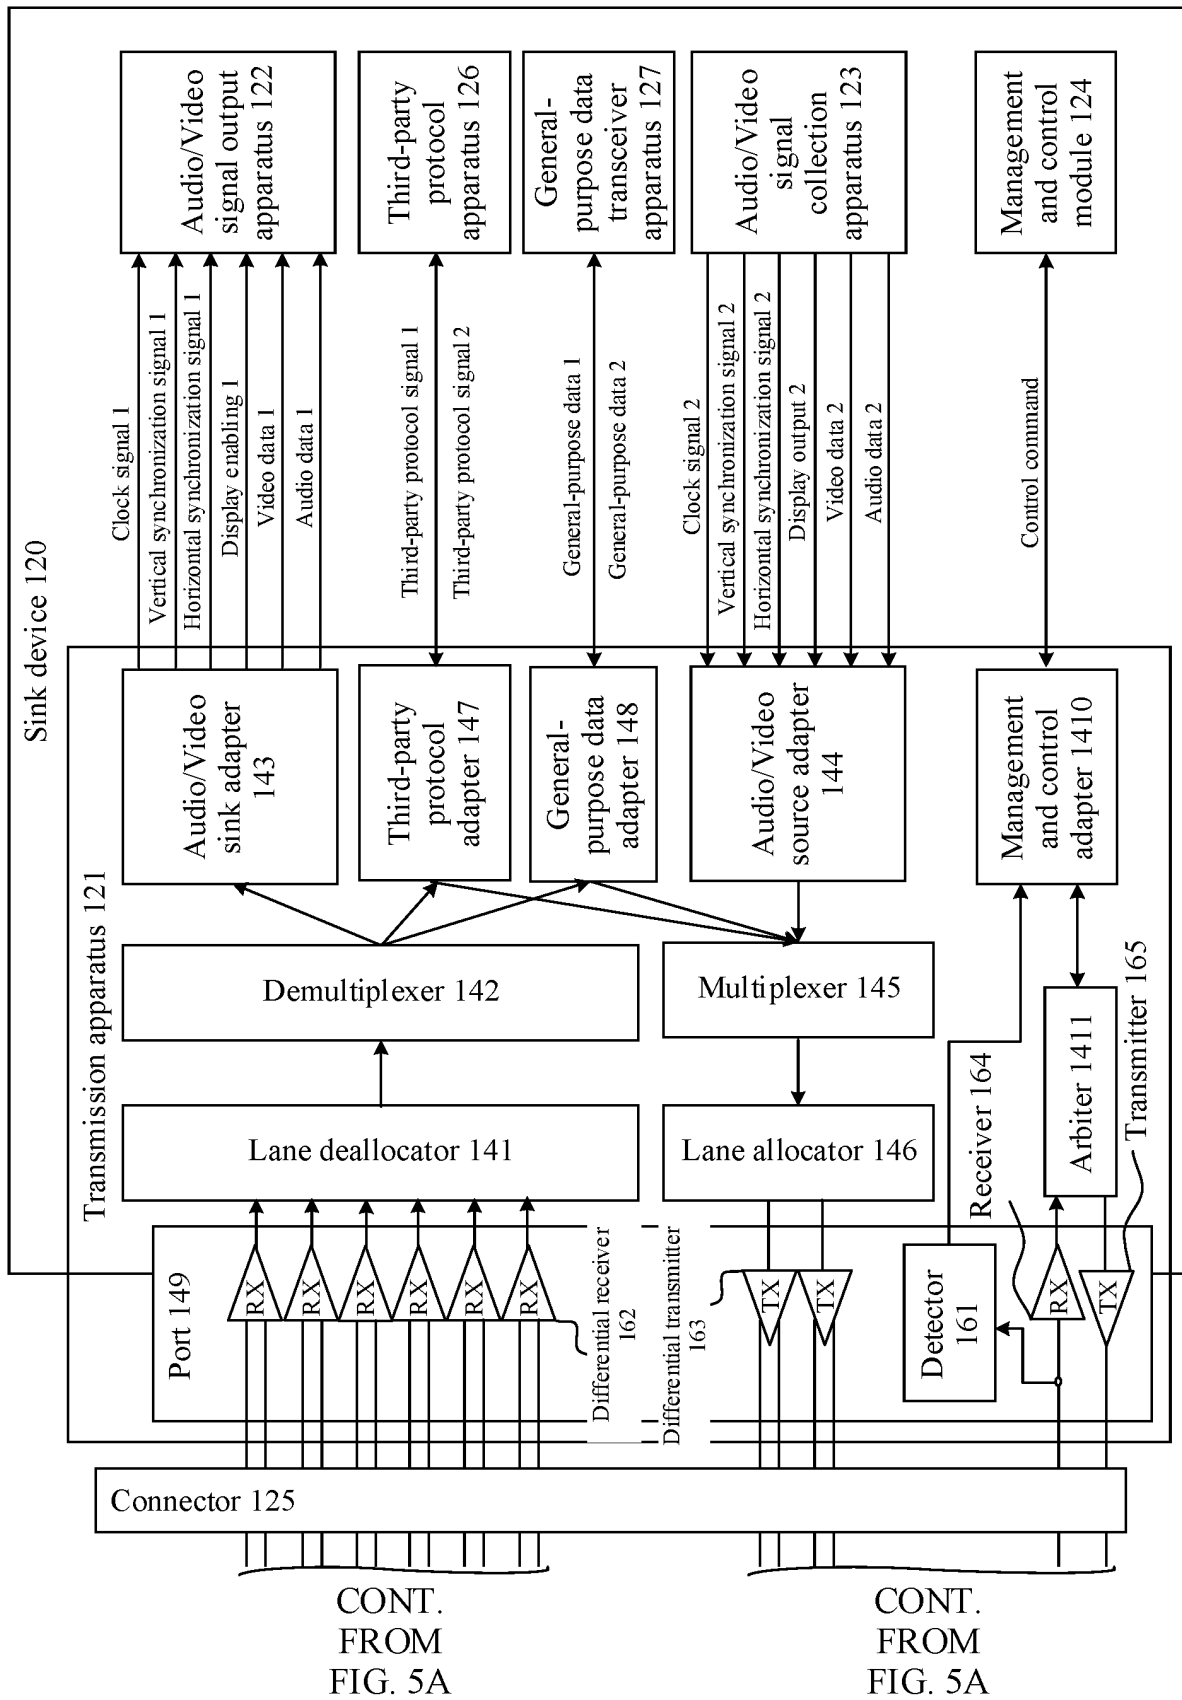 Sink device 120
Audio/Video
signal output
apparatus 122
Third-party
protocol
apparatus 126
General-
purpose data
transceiver
apparatus 127
Audio/Video
signal
collection
apparatus 123
Management
and control
module 124
Clock signal 1
Vertical synchronization signal 1
Horizontal synchronization signal 1
Display enabling 1
Video data 1
Audio data 1
Third-party protocol signal 1
Third-party protocol signal 2
General-purpose data 1
General-purpose data 2
Clock signal 2
Vertical synchronization signal 2
Horizontal synchronization signal 2
Display output 2
Video data 2
Audio data 2
Control command
Transmission apparatus 121
Audio/Video
sink adapter
143
Third-party
protocol
adapter 147
General-
purpose data
adapter 148
Audio/Video
source adapter
144
Management
and control
adapter 1410
Demultiplexer 142
Multiplexer 145
Lane deallocator 141
Lane allocator 146
Arbiter 1411
Receiver 164
Transmitter 165
Port 149
RX
RX
RX
RX
RX
RX
Differential receiver
162
Differential transmitter
163
TX
TX
Detector
161
RX
TX
Connector 125
CONT.
FROM
FIG. 5A
CONT.
FROM
FIG. 5A